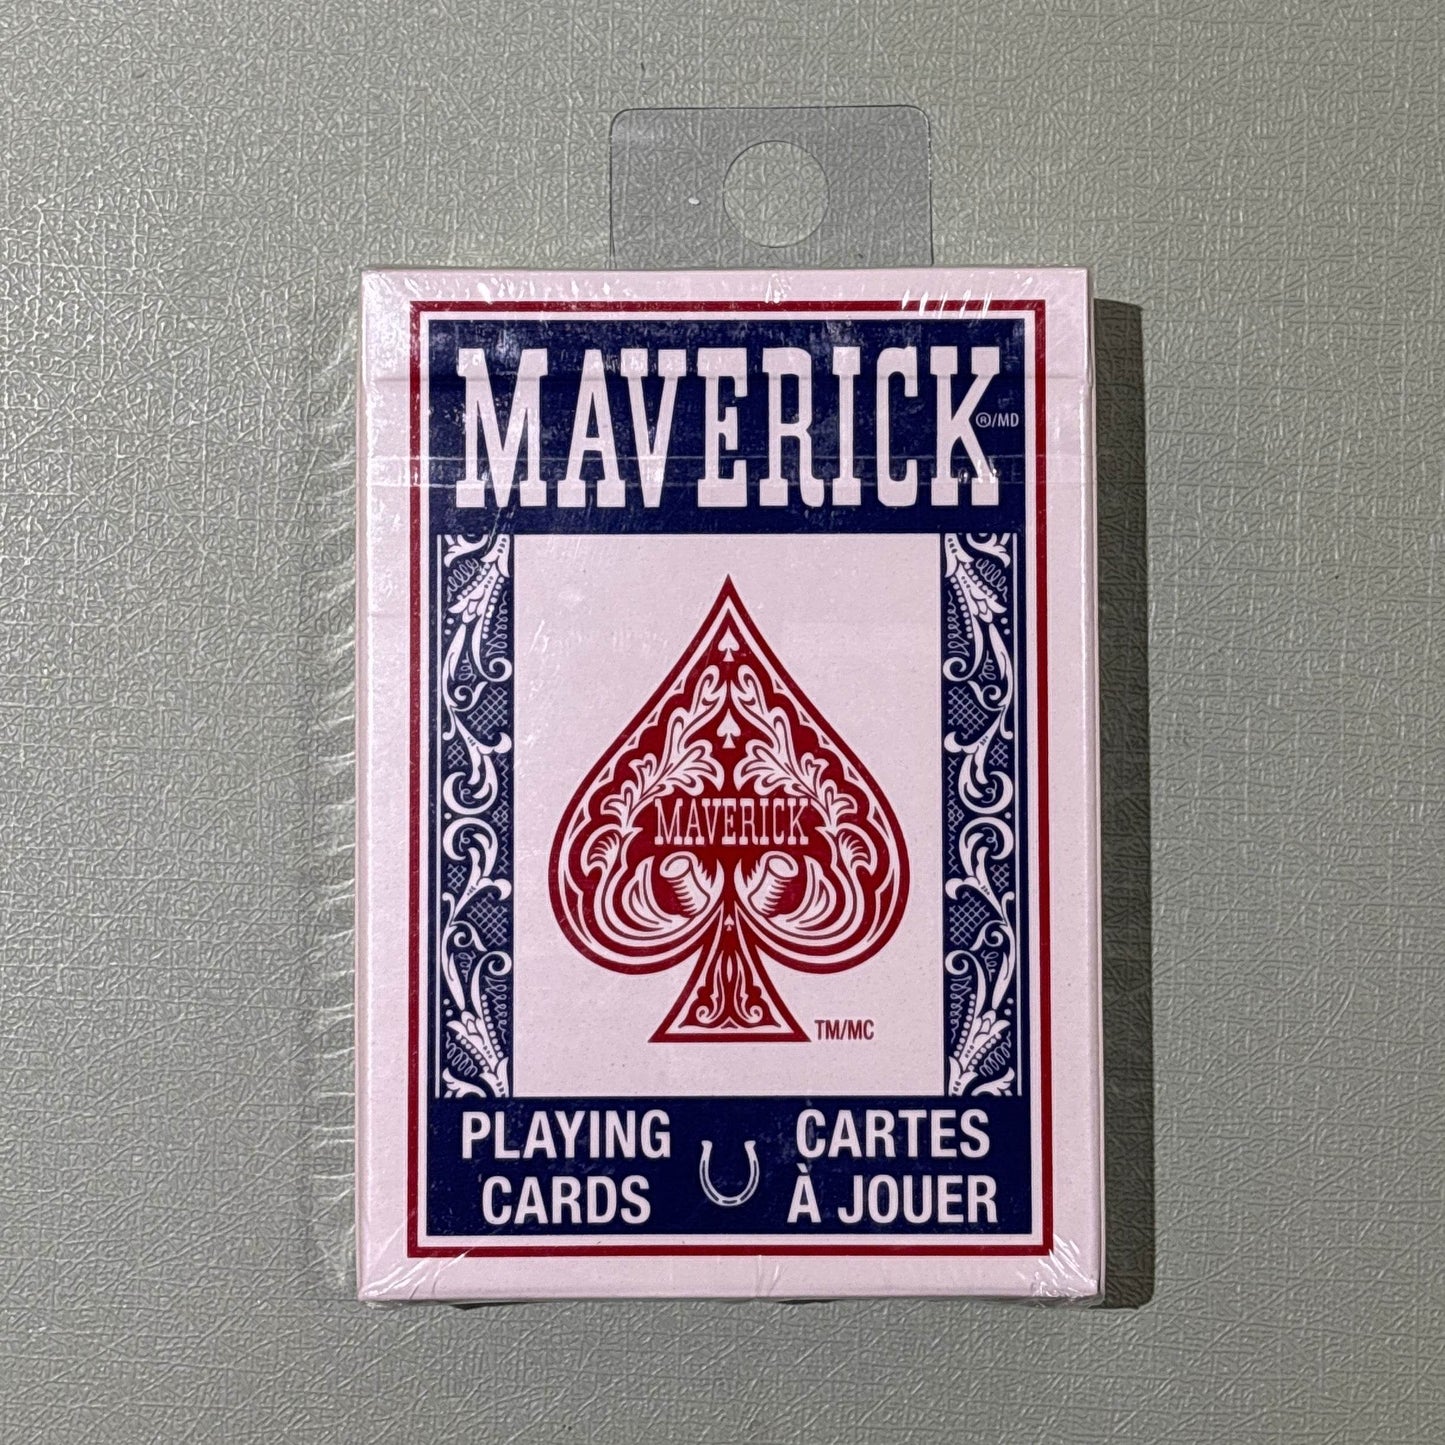 MAVERICK®/MD
MAVERICK
TM/MC
PLAYING
CARDS
CARTES
À JOUER